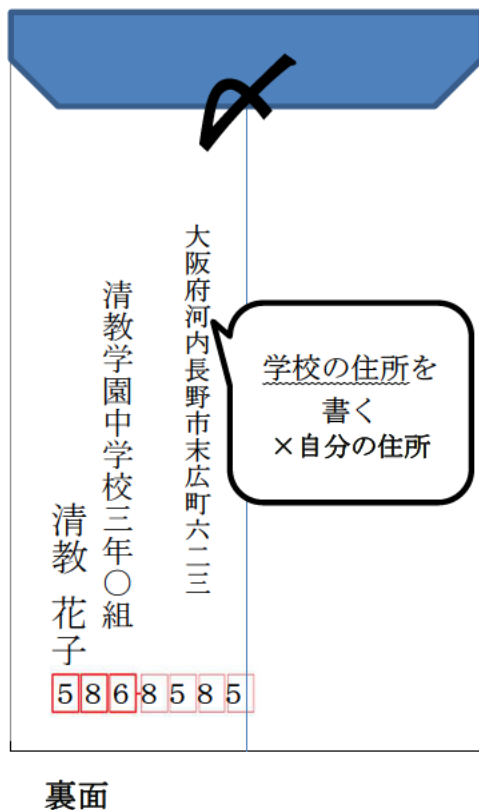 〆
大阪府河内長野市末広町六二三
清教学園中学校三年〇組
清教 花子
586-8585
学校の住所を
書く
×自分の住所
裏面